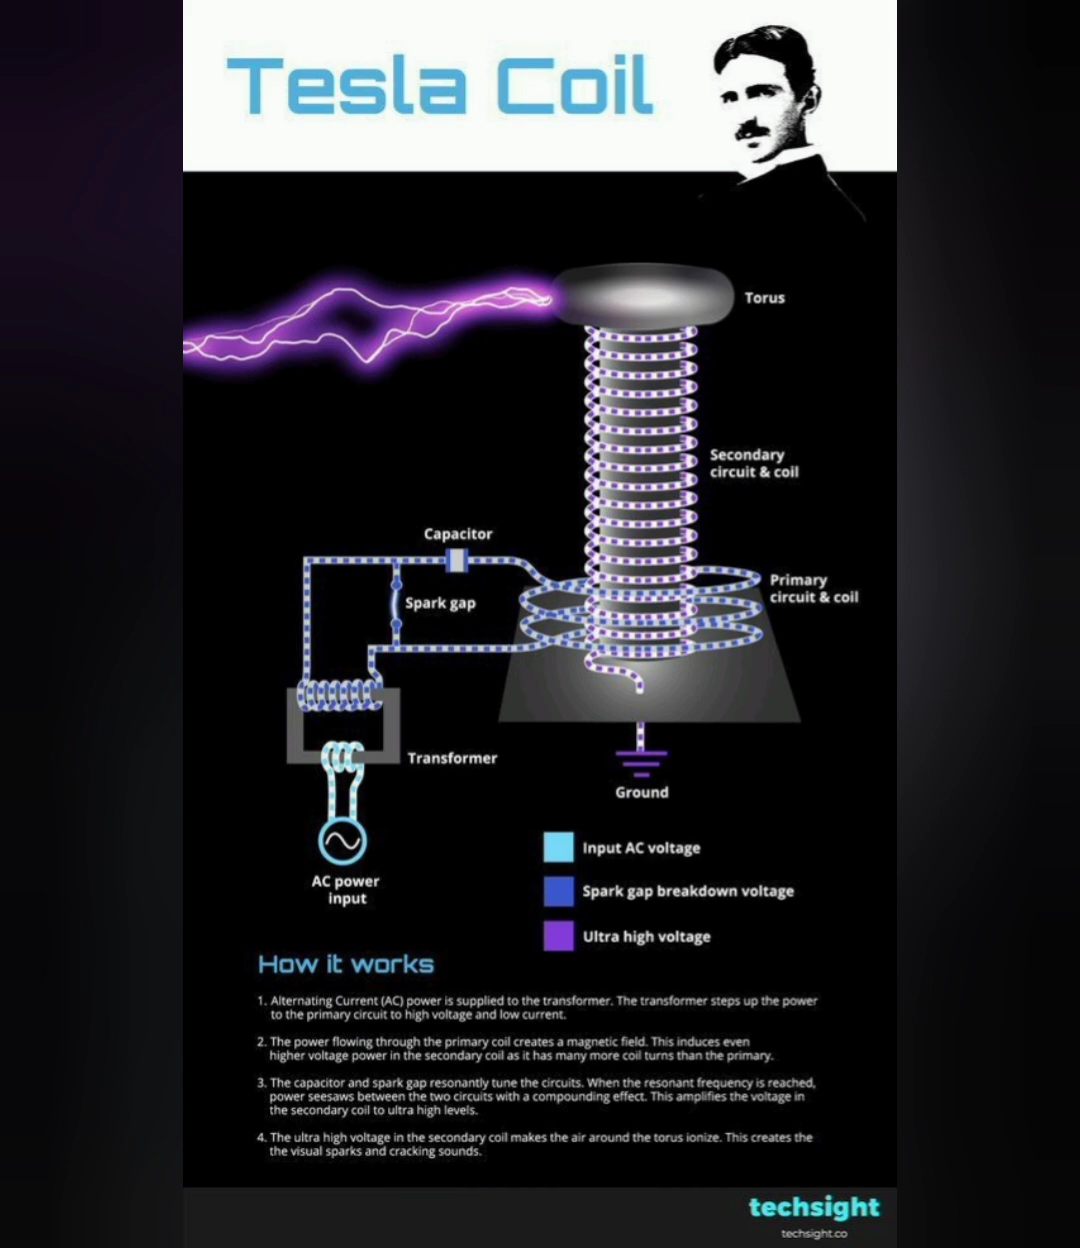 Tesla Coil
Torus
Secondary
circuit & coil
Capacitor
Spark gap
Primary
circuit & coil
Transformer
Ground
AC power
input
Input AC voltage
Spark gap breakdown voltage
Ultra high voltage
How it works
1. Alternating Current (AC) power is supplied to the transformer. The transformer steps up the power
to the primary circuit to high voltage and low current.
2. The power flowing through the primary coil creates a magnetic field. This induces even
higher voltage power in the secondary coil as it has many more coil turns than the primary.
3. The capacitor and spark gap resonantly tune the circuits. When the resonant frequency is reached,
power seesaws between the two circuits with a compounding effect. This amplifies the voltage in
the secondary coil to ultra high levels.
4. The ultra high voltage in the secondary coil makes the air around the torus ionize. This creates the
the visual sparks and cracking sounds.
techsight
techsight.co